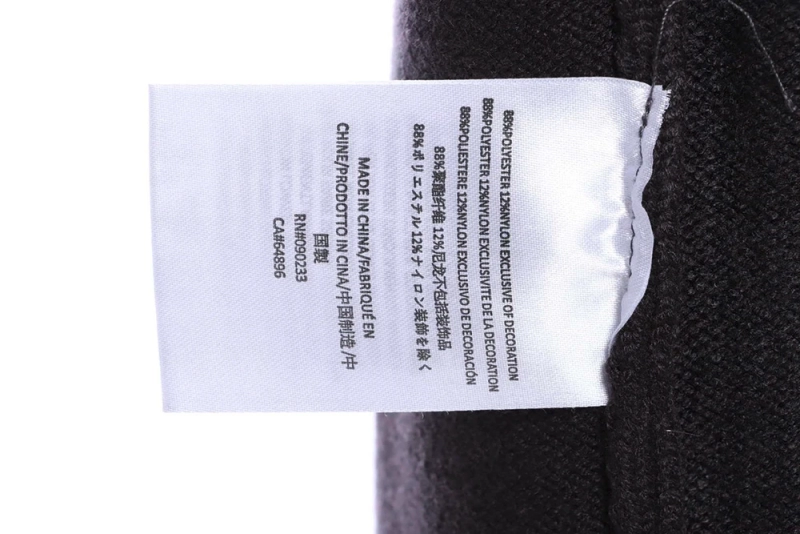 88%POLYESTER 12%NYLON EXCLUSIVE OF DECORATION
88%POLYESTER 12%NYLON EXCLUSIVITE DE LA DECORATION
88%POLIESTERE 12%NYLON EXCLUSIVO DE DECORACIÓN
88%聚酯纤维 12%尼龙不包括装饰品
88%ポリエステル 12%ナイロン装飾を除く
MADE IN CHINA/FABRIQUÉ EN
CHINE/PRODOTTO IN CINA/中国制造 /中
国製
RN#090233
CA#64896